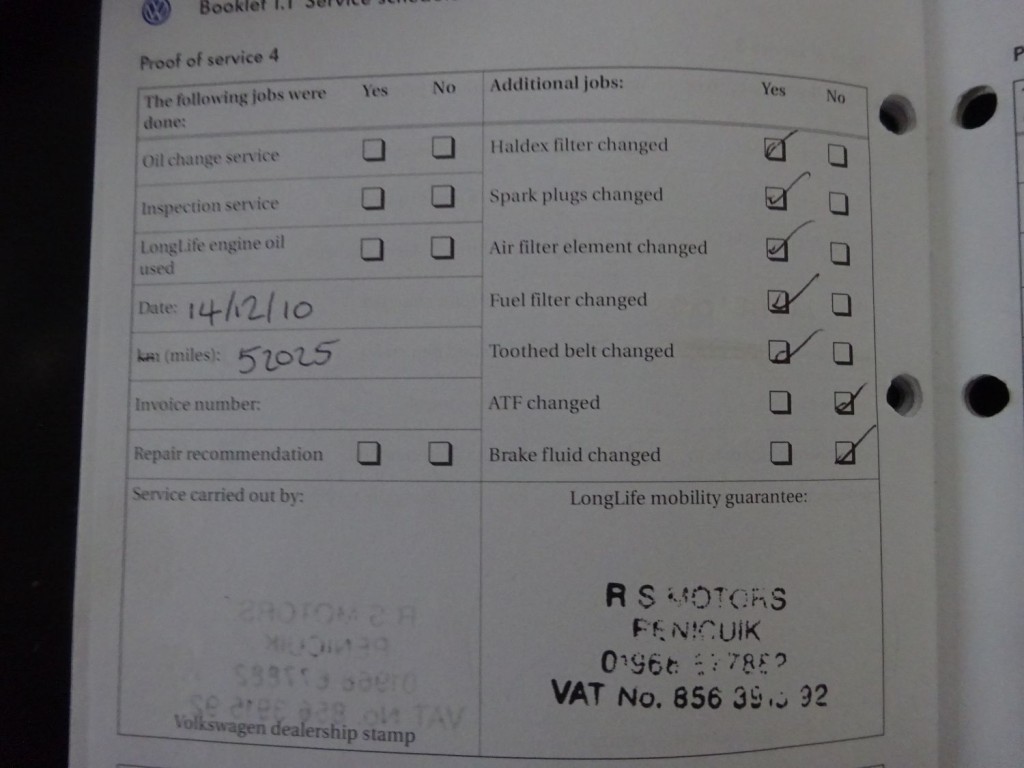 Booklet 1.1 Service
Proof of service 4
The following jobs were done: Yes No
Oil change service
Inspection service
LongLife engine oil used
Date: 14/12/10
km (miles): 52025
Invoice number:
Repair recommendation
Service carried out by:
Volkswagen dealership stamp
Additional jobs: Yes No
Haldex filter changed
Spark plugs changed
Air filter element changed
Fuel filter changed
Toothed belt changed
ATF changed
Brake fluid changed
LongLife mobility guarantee:
R S MOTORS
PENICUIK
VAT No. 856 92